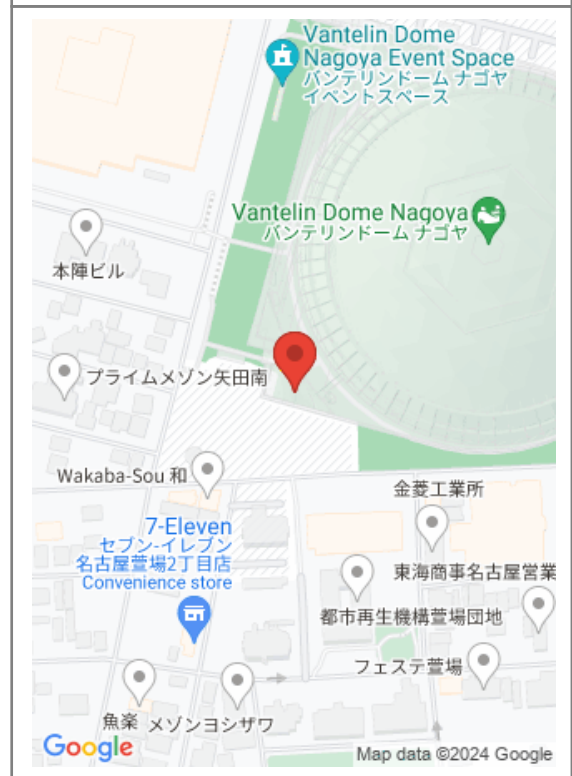 Vantelin Dome
Nagoya Event Space
バンテリンドーム ナゴヤ
イベントスペース
Vantelin Dome Nagoya
バンテリンドーム ナゴヤ
本陣ビル
プライムメゾン矢田南
Wakaba-Sou 和
金菱工業所
7-Eleven
セブン-イレブン
名古屋萱場2丁目店
Convenience store
東海商事名古屋営業
都市再生機構萱場団地
フェステ萱場
魚楽
メゾンヨシザワ
Google
Map data ©2024 Google